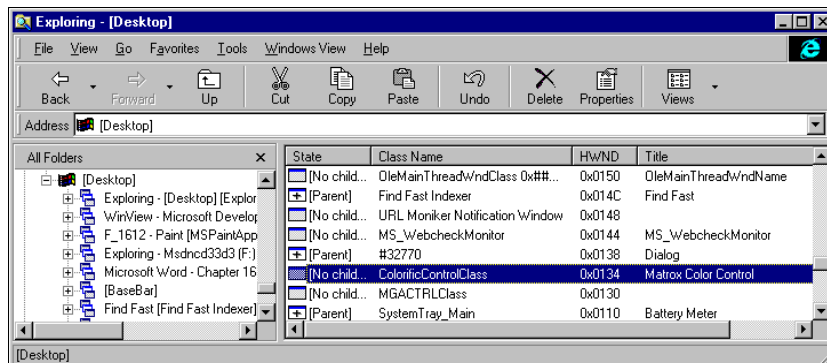 Exploring - [Desktop]
File View Go Favorites Tools Windows View Help
Back Forward Up Cut Copy Paste Undo Delete Properties Views
Address [Desktop]
All Folders
[Desktop]
Exploring - [Desktop] [Explor
WinView - Microsoft Develop
F_1612 - Paint [MSPaintApp
Exploring - Msdncd33d3 (F:)
Microsoft Word - Chapter 16
[BaseBar]
Find Fast [Find Fast Indexer]
State Class Name HWND Title
[No child... OleMainThreadWndClass 0x##... 0x0150 OleMainThreadWndName
[Parent] Find Fast Indexer 0x014C Find Fast
[No child... URL Moniker Notification Window 0x0148
[No child... MS_WebcheckMonitor 0x0144 MS_WebcheckMonitor
[Parent] #32770 0x0138 Dialog
[No child... ColorificControlClass 0x0134 Matrox Color Control
[No child... MGACTRLClass 0x0130
[Parent] SystemTray_Main 0x0110 Battery Meter
[Desktop]